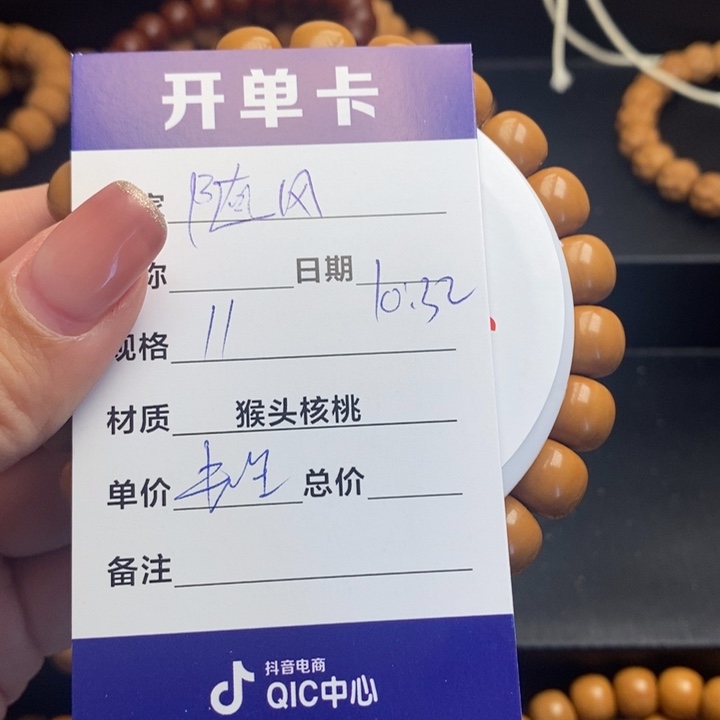 开单卡
随风
称 日期 10.32
规格 11
材质 猴头核桃
单价 总价
备注
抖音电商
QIC中心